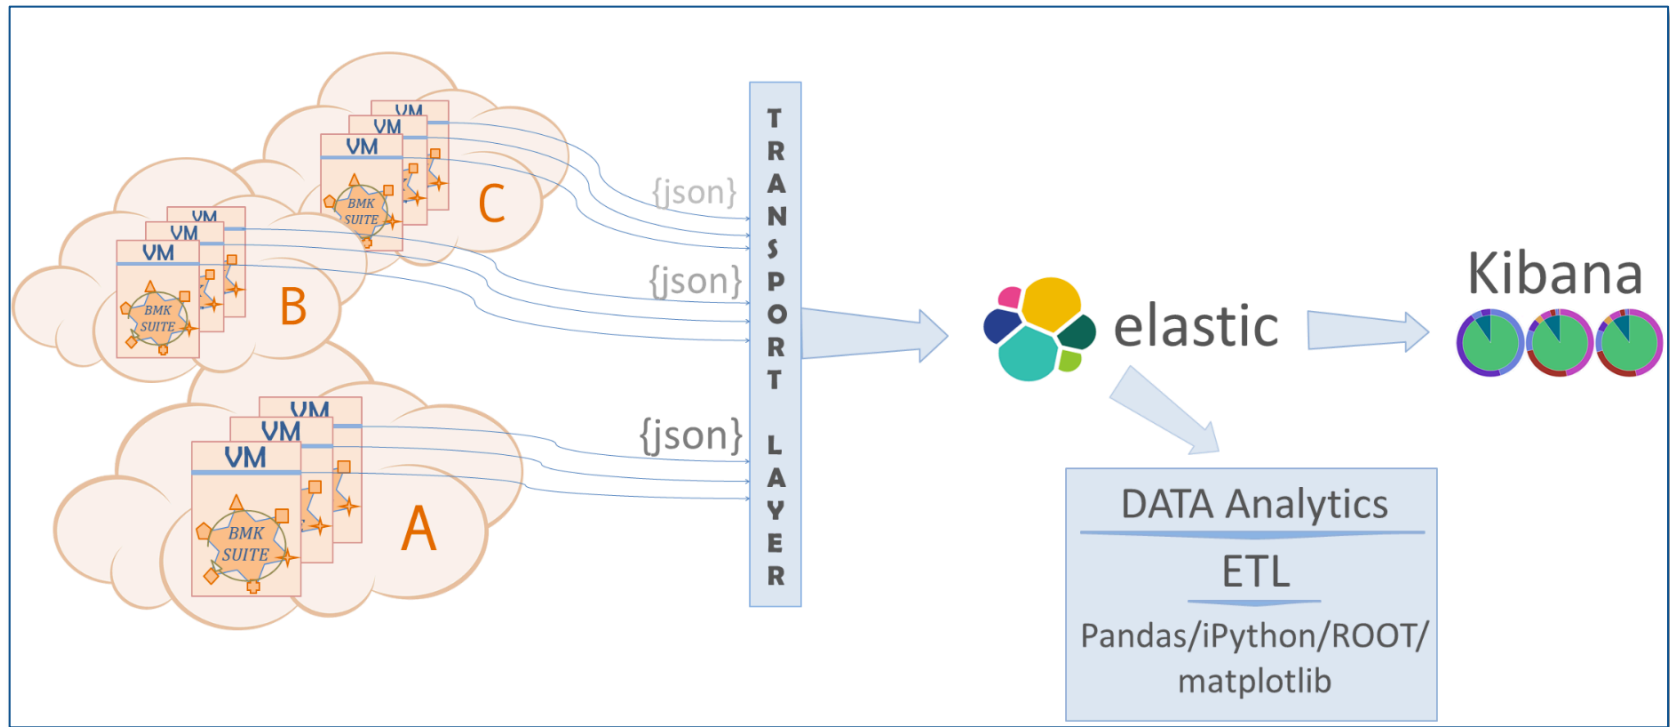 VM
VM
VM
BMK
SUITE
C
{json}
VM
VM
VM
BMK
SUITE
B
{json}
VM
VM
VM
BMK
SUITE
A
{json}
TRANSPORT LAYER
elastic
Kibana
DATA Analytics
ETL
Pandas/iPython/ROOT/
matplotlib